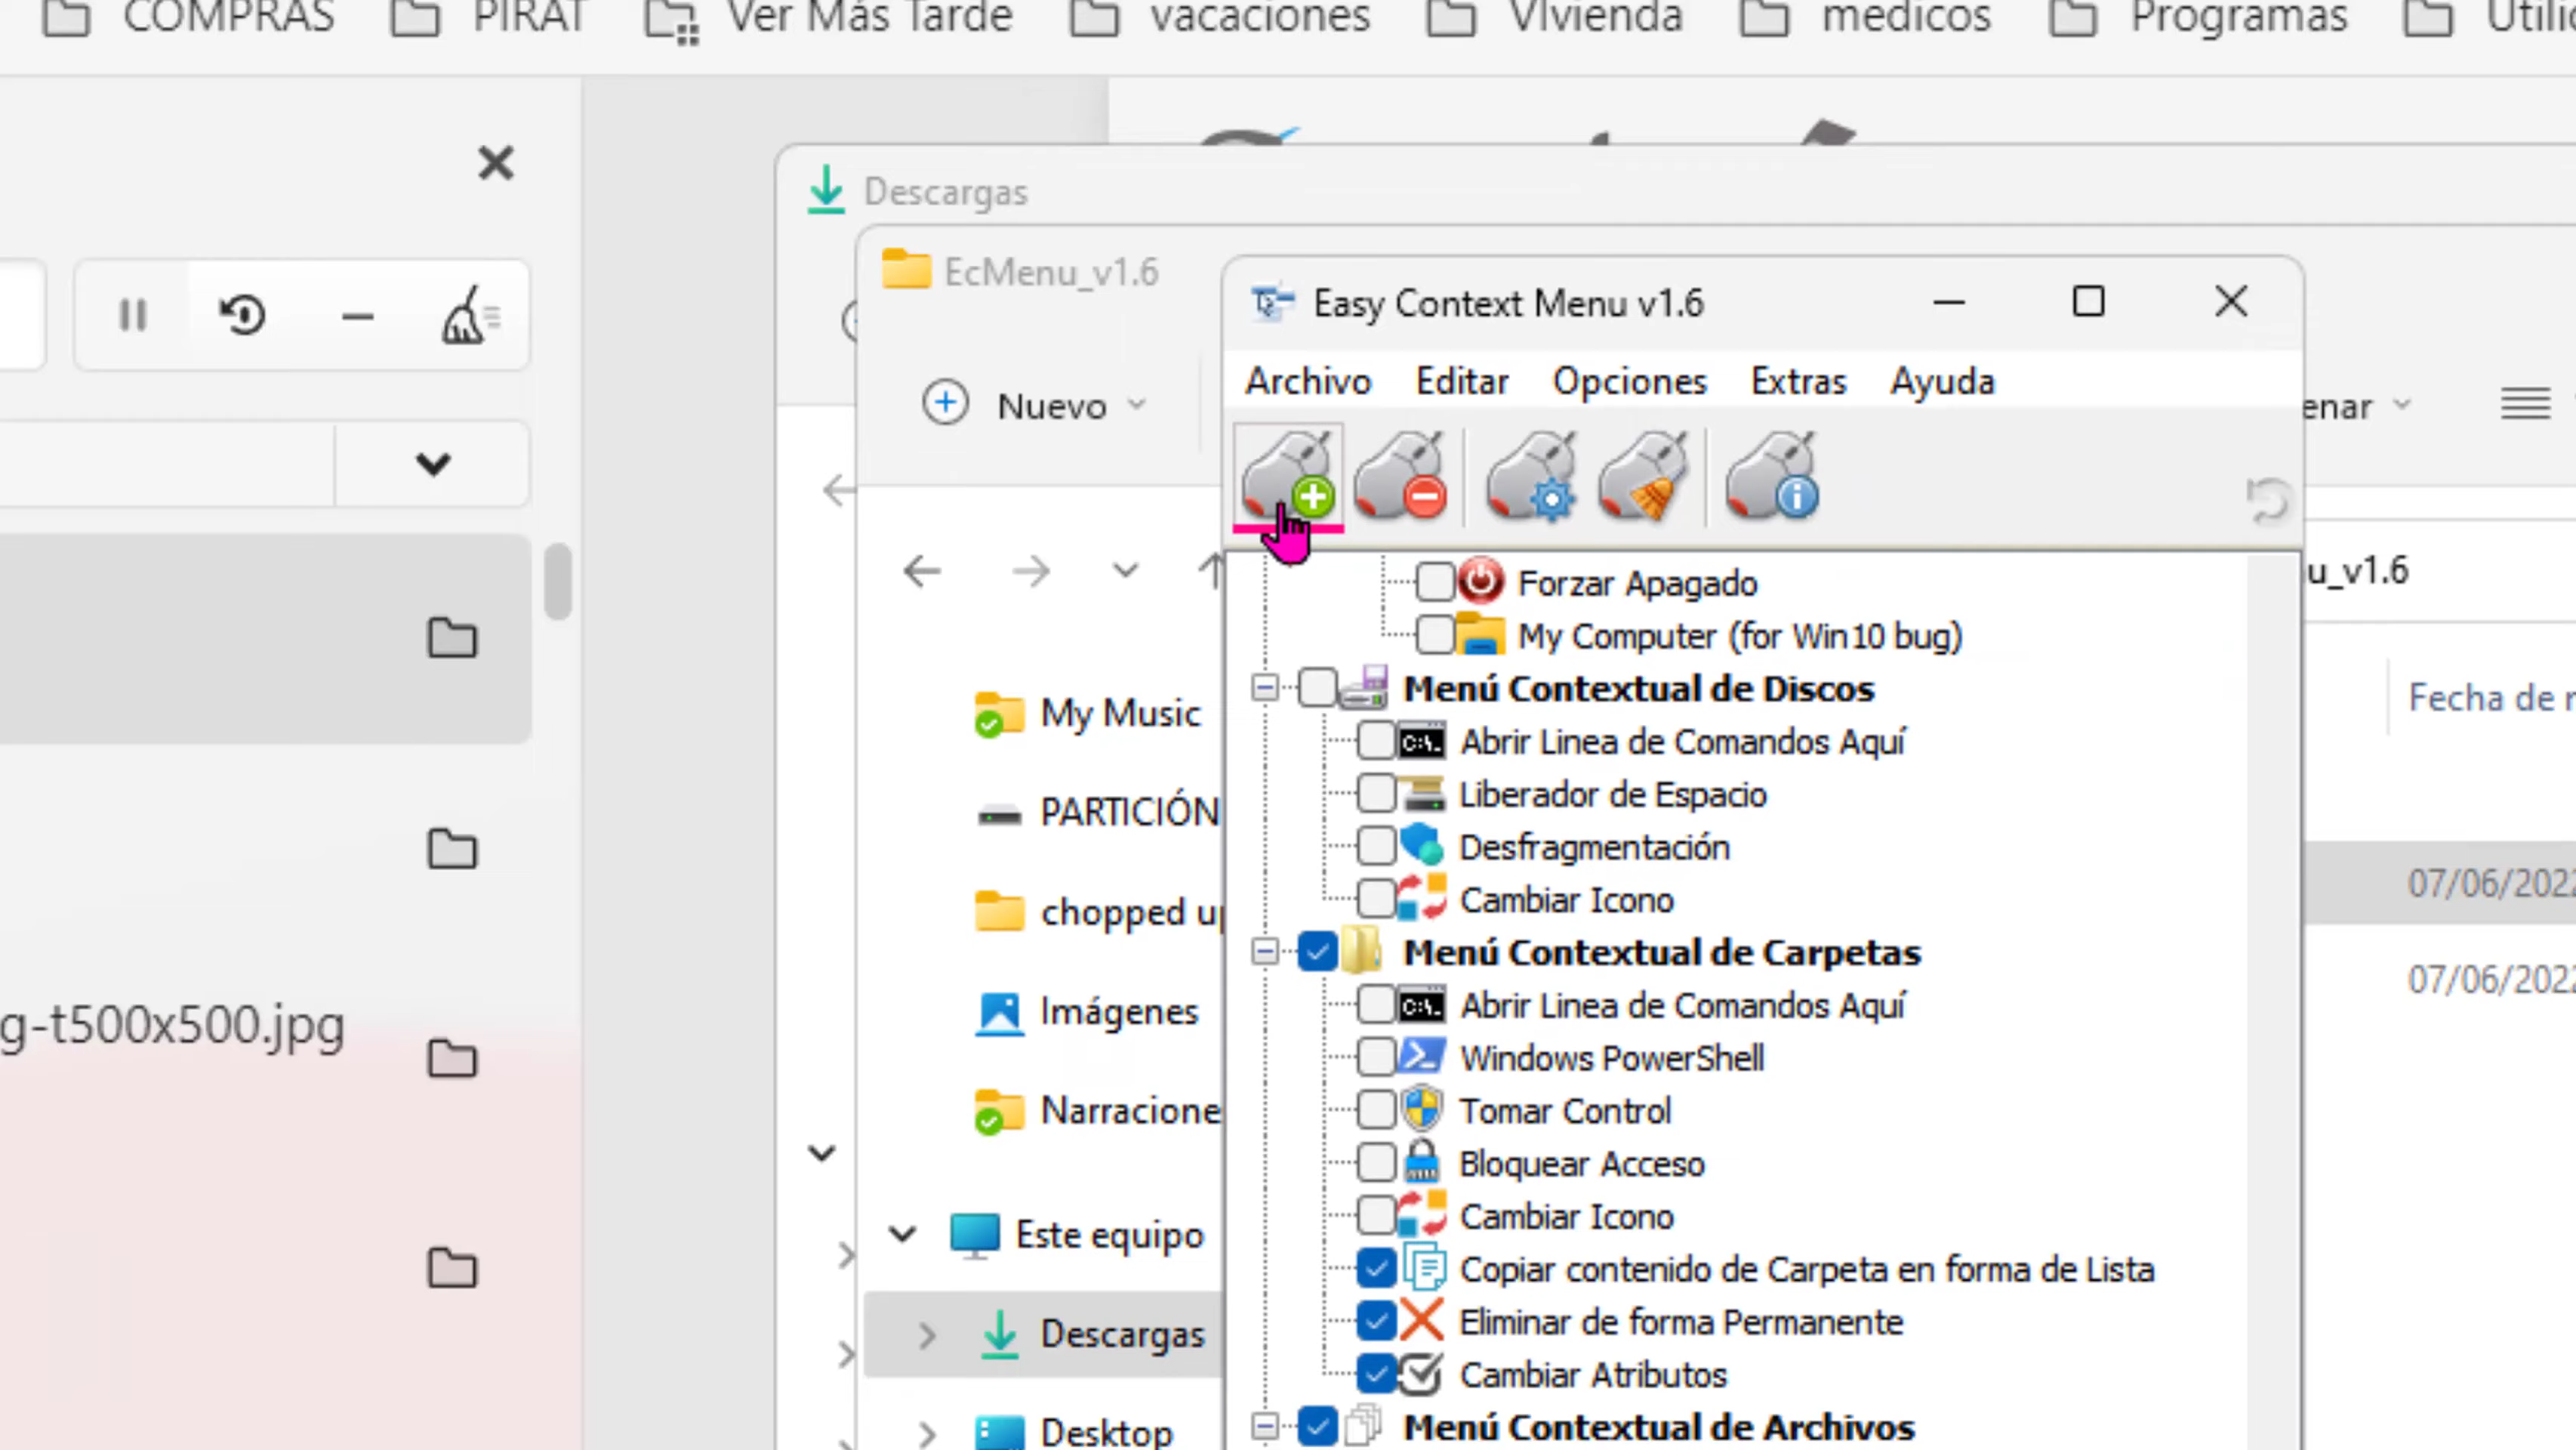 COMPRAS PIRAT Ver Más Tarde vacaciones VIvienda medicos Programas
Descargas
EcMenu_v1.6
Easy Context Menu v1.6
Archivo Editar Opciones Extras Ayuda
Nuevo
enar
u_v1.6
Forzar Apagado
My Computer (for Win10 bug)
Menú Contextual de Discos
Fecha de
My Music
Abrir Linea de Comandos Aquí
Liberador de Espacio
PARTICIÓN
Desfragmentación
07/06/2022
chopped up
Cambiar Icono
Menú Contextual de Carpetas
07/06/2022
Imágenes
Abrir Linea de Comandos Aquí
g-t500x500.jpg
Windows PowerShell
Narracione
Tomar Control
Bloquear Acceso
Este equipo
Cambiar Icono
Copiar contenido de Carpeta en forma de Lista
Descargas
Eliminar de forma Permanente
Cambiar Atributos
Desktop
Menú Contextual de Archivos